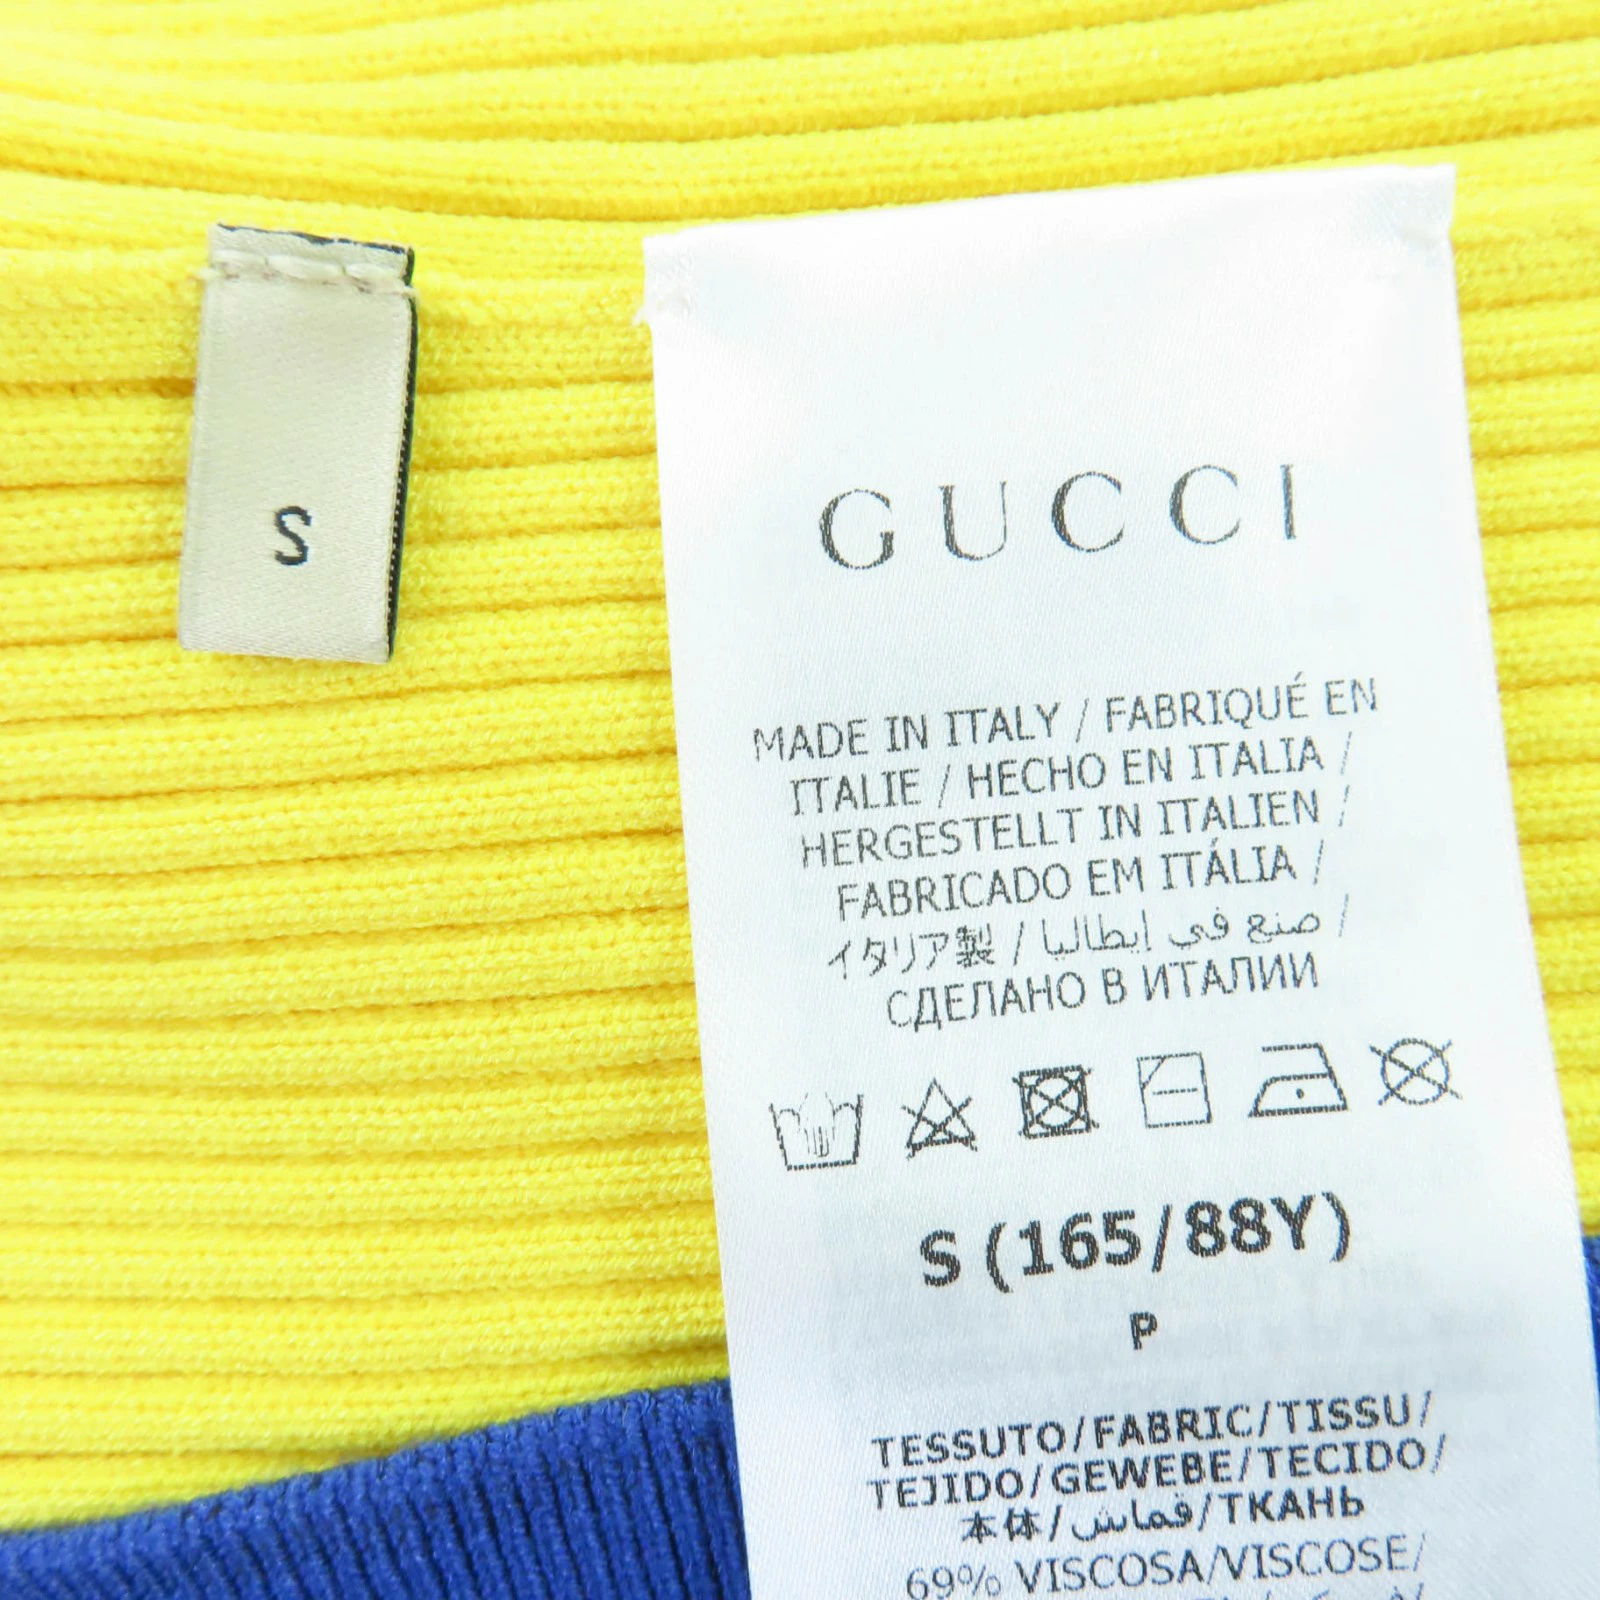 S
GUCCI
MADE IN ITALY / FABRIQUÉ EN
ITALIE / HECHO EN ITALIA /
HERGESTELLT IN ITALIEN /
FABRICADO EM ITÁLIA /
イタリア製 / صنع في إيطاليا /
СДЕЛАНО В ИТАЛИИ
S (165/88Y)
P
TESSUTO/FABRIC/TISSU/
TEJIDO/GEWEBE/TECIDO/
本体/قماش/ТКАНЬ
69% VISCOSA/VISCOSE/